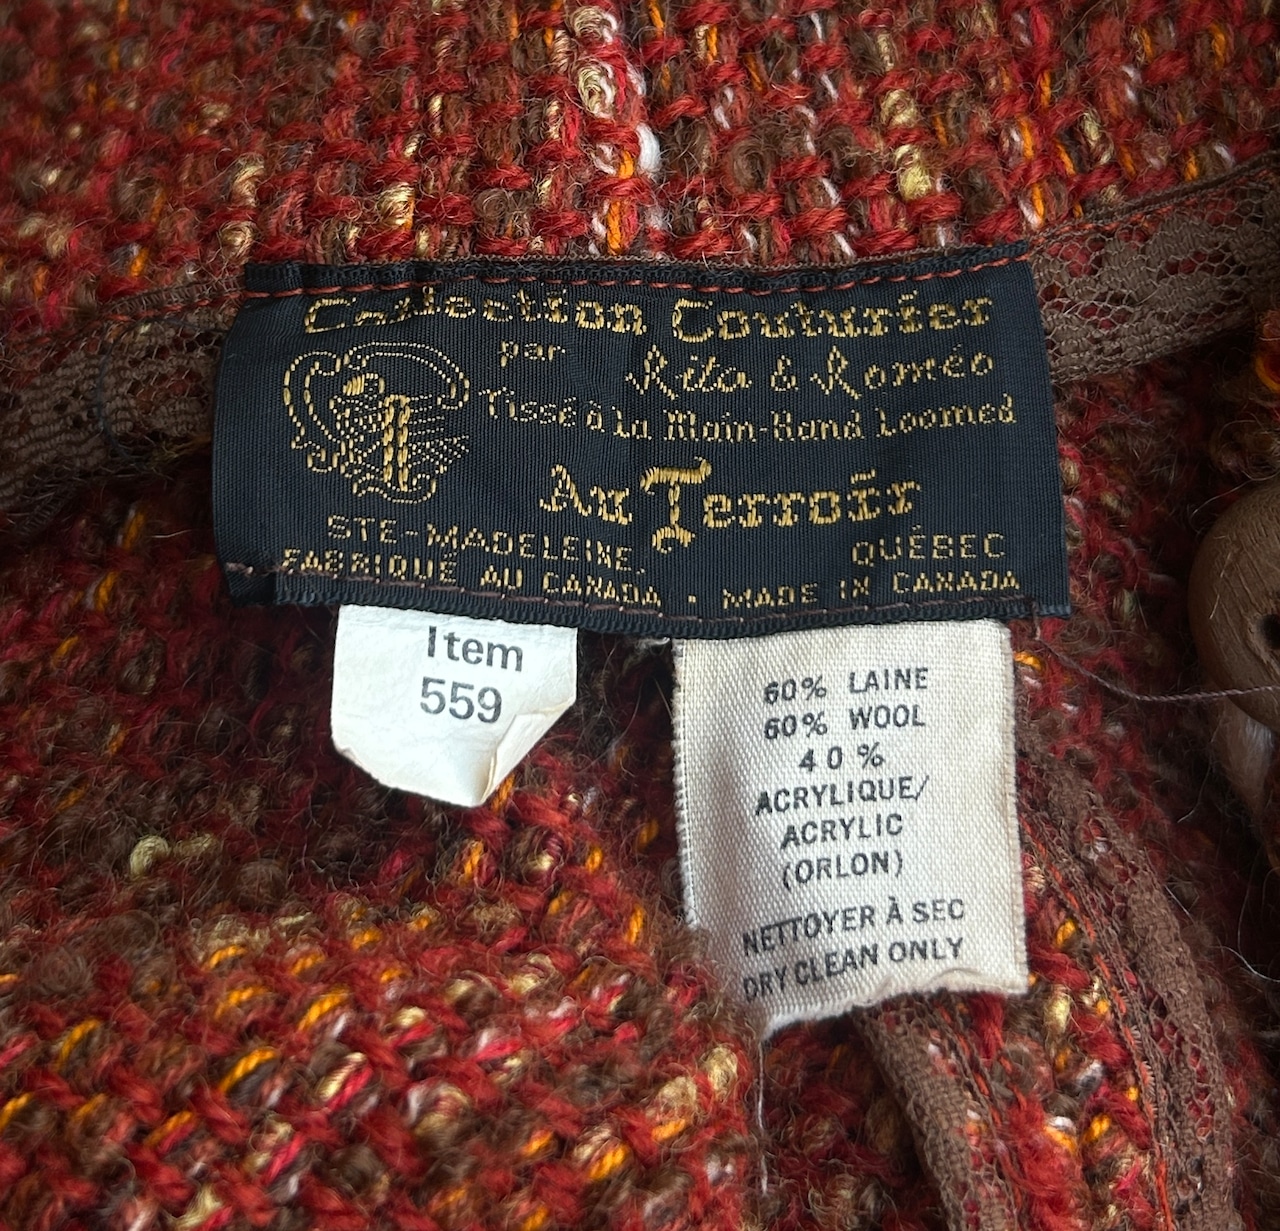 Collection Couturier
par Rita & Roméo
Tissé à la Main-Hand Loomed
Au Terroir
STE-MADELEINE, QUÉBEC
FABRIQUE AU CANADA • MADE IN CANADA
Item
559
60% LAINE
60% WOOL
40%
ACRYLIQUE/
ACRYLIC
(ORLON)
NETTOYER À SEC
DRY CLEAN ONLY